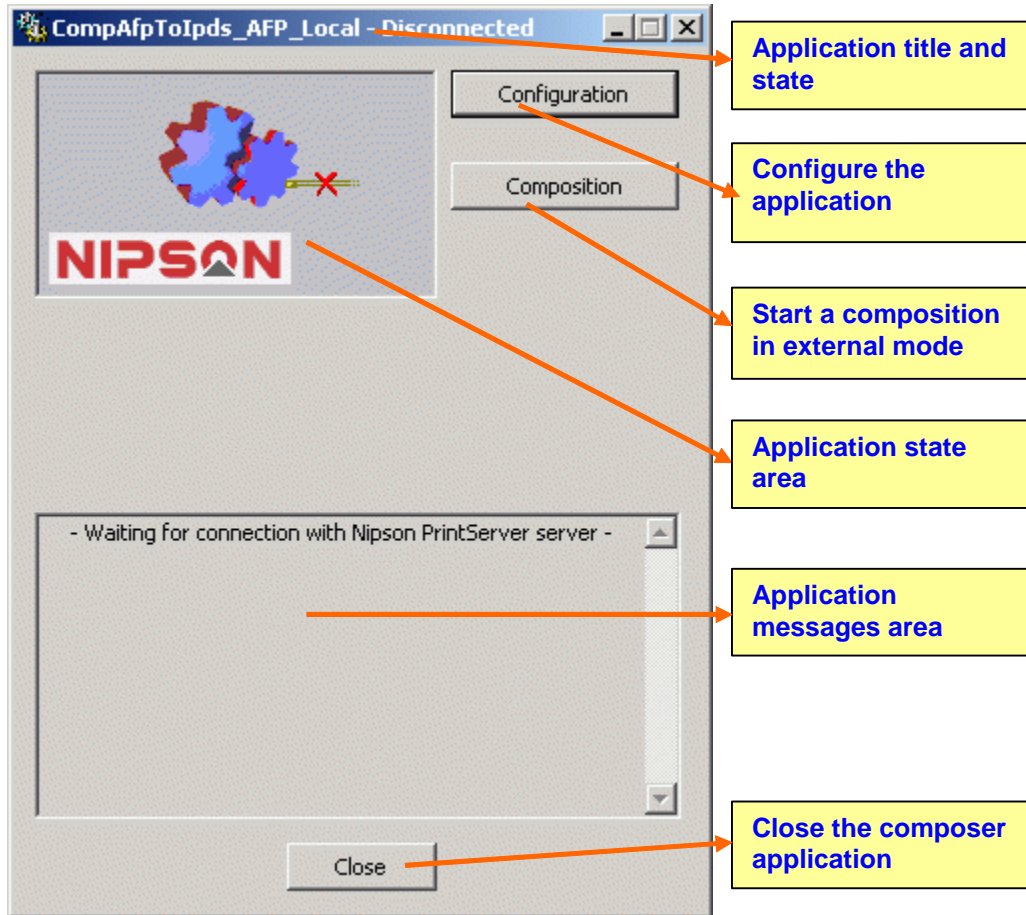 CompAfpToIpds_AFP_Local - Disconnected
Application title and
state
Configuration
Configure the
application
Composition
NIPSON
Start a composition
in external mode
Application state
area
- Waiting for connection with Nipson PrintServer server -
Application
messages area
Close the composer
application
Close